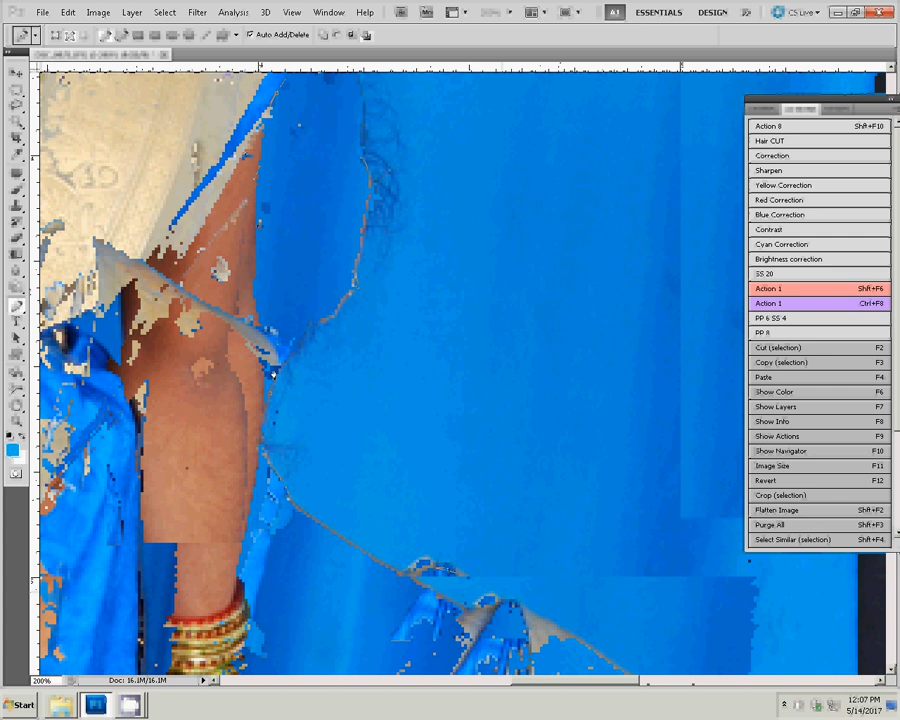 File Edit Image Layer Select Filter Analysis 3D View Window Help
ESSENTIALS DESIGN CS Live
Auto Add/Delete
Action 8 Shft+F10
Hair CUT
Correction
Sharpen
Yellow Correction
Red Correction
Blue Correction
Contrast
Cyan Correction
Brightness correction
SS 20
Action 1 Shft+F6
Action 1 Ctrl+F8
PP 6 SS 4
PP 8
Cut (selection) F2
Copy (selection) F3
Paste F4
Show Color F6
Show Layers F7
Show Info F8
Show Actions F9
Show Navigator F10
Image Size F11
Revert F12
Crop (selection)
Flatten Image Shft+F2
Purge All Shft+F3
Select Similar (selection) Shft+F4
200% Doc: 16.1M/16.1M
Start
12:07 PM
5/14/2017